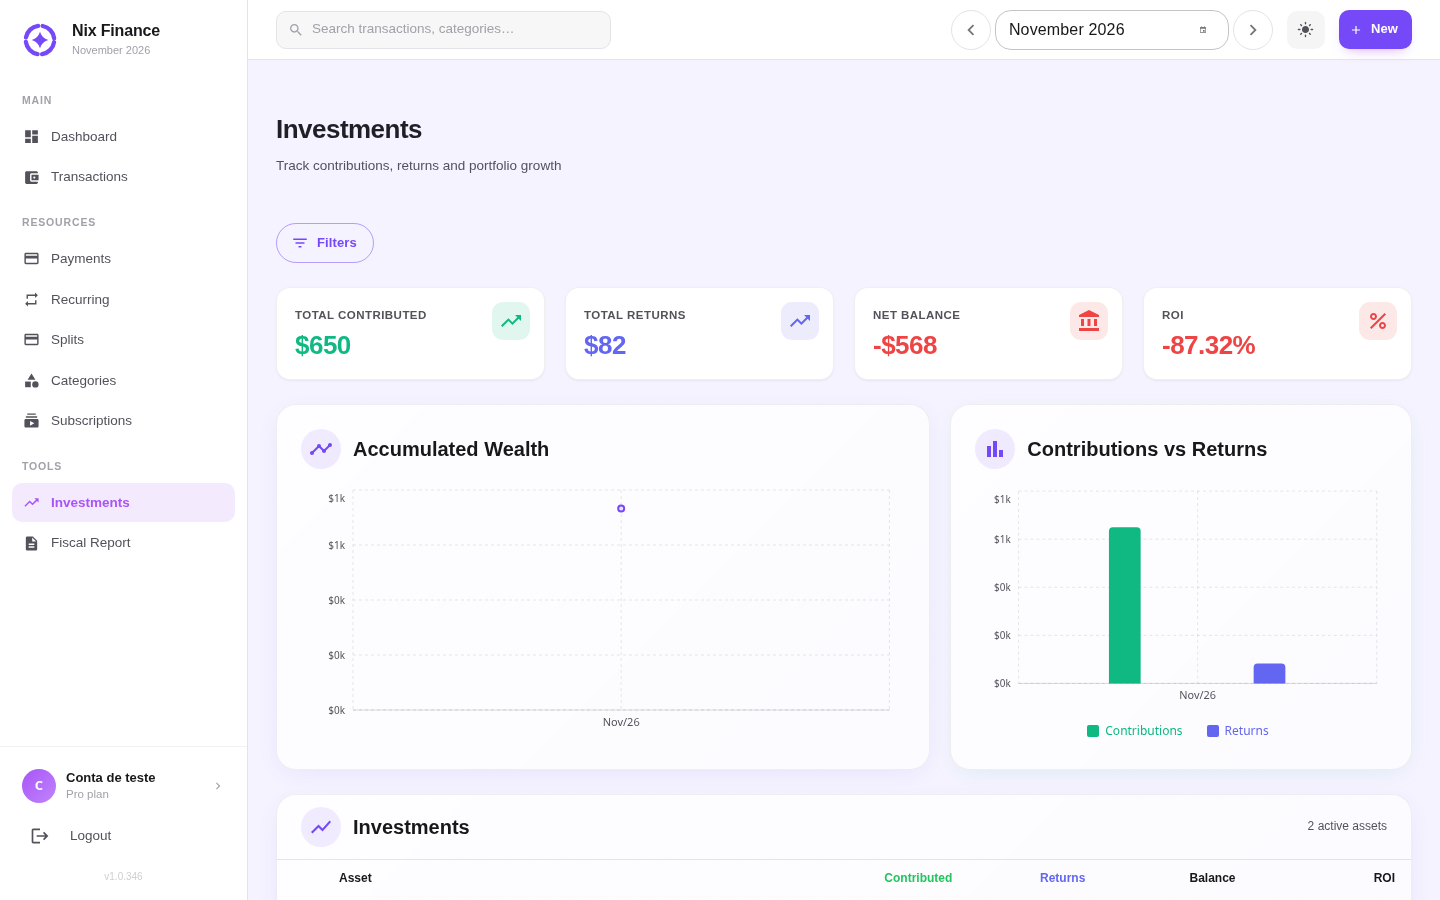 Nix Finance
November 2026
MAIN
Dashboard
Transactions
RESOURCES
Payments
Recurring
Splits
Categories
Subscriptions
TOOLS
Investments
Fiscal Report
C
Conta de teste
Pro plan
Logout
v1.0.346
Search transactions, categories…
November 2026
New
Investments
Track contributions, returns and portfolio growth
Filters
TOTAL CONTRIBUTED
$650
TOTAL RETURNS
$82
NET BALANCE
-$568
ROI
-87.32%
Accumulated Wealth
$1k
$1k
$0k
$0k
$0k
Nov/26
Contributions vs Returns
$1k
$1k
$0k
$0k
$0k
Nov/26
Contributions
Returns
Investments
2 active assets
Asset Contributed Returns Balance ROI